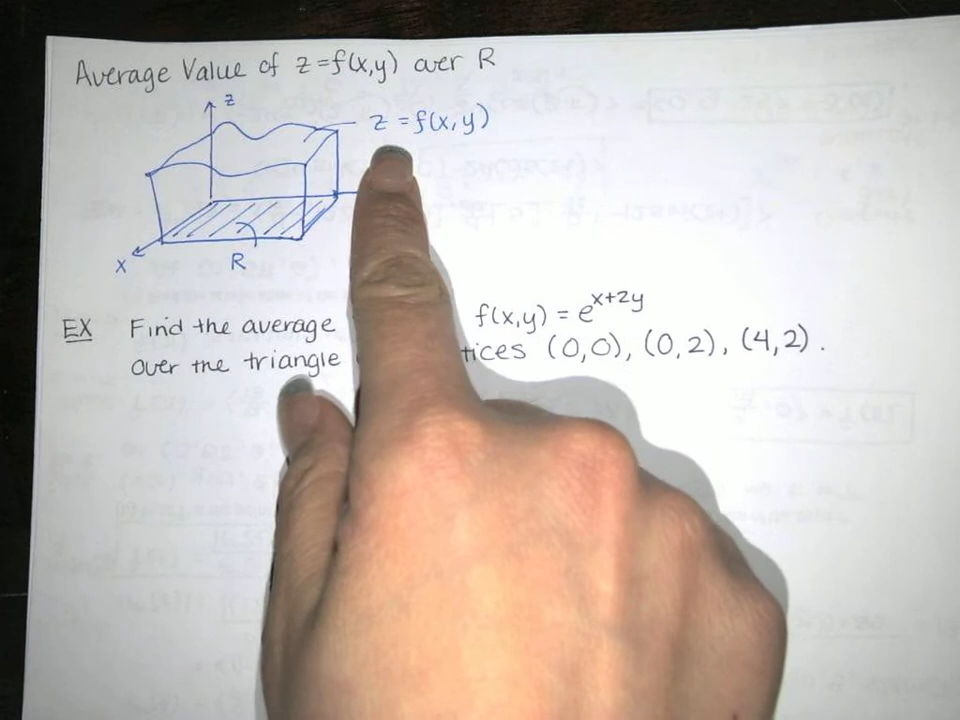 Average Value of z=f(x,y) over R
z
z = f(x,y)
x
R
EX Find the average f(x,y) = e^x+2y
over the triangle tices (0,0), (0,2), (4,2).